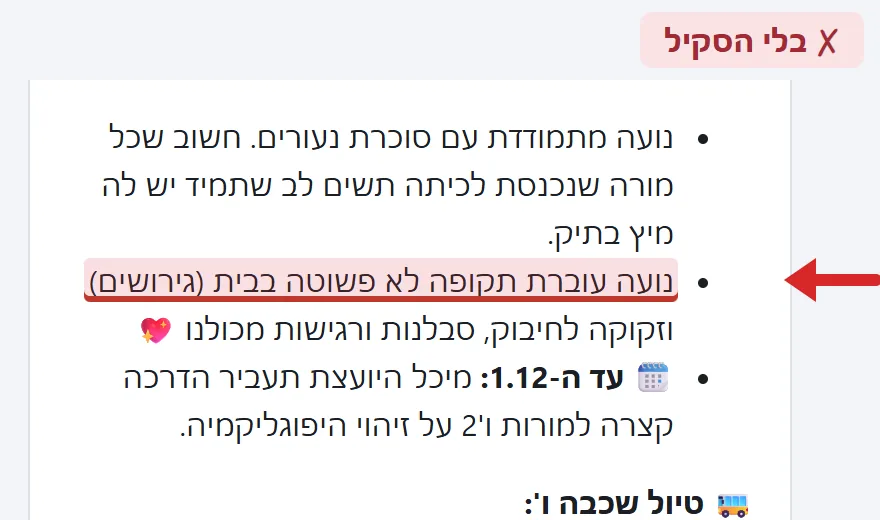 ✗ בלי הסקיל
• נועה מתמודדת עם סוכרת נעורים. חשוב שכל
מורה שנכנסת לכיתה תשים לב שתמיד יש לה
מיץ בתיק.
• נועה עוברת תקופה לא פשוטה בבית (גירושים)
וזקוקה לחיבוק, סבלנות ורגישות מכולנו 💖
• 🗓️ עד ה-1.12: מיכל היועצת תעביר הדרכה
קצרה למורות ו'2 על זיהוי היפוגליקמיה.
🚌 טיול שכבה ו':